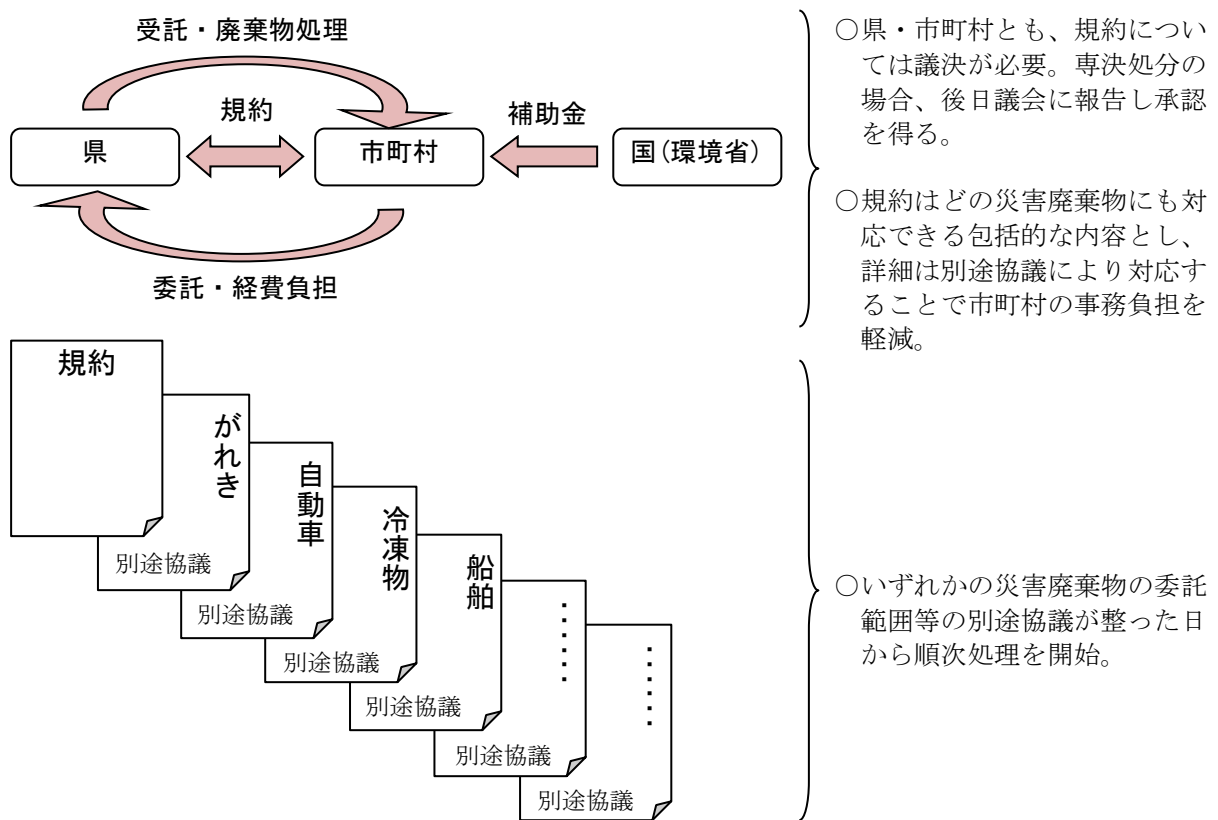 受託・廃棄物処理
規約
補助金
県
市町村
国(環境省)
委託・経費負担
○県・市町村とも、規約につい
ては議決が必要。専決処分の
場合、後日議会に報告し承認
を得る。
○規約はどの災害廃棄物にも対
応できる包括的な内容とし、
詳細は別途協議により対応す
ることで市町村の事務負担を
軽減。
規約
がれき
別途協議
自動車
別途協議
冷凍物
別途協議
船舶
別途協議
・・・・・・
別途協議
・・・・・・
別途協議
○いずれかの災害廃棄物の委託
範囲等の別途協議が整った日
から順次処理を開始。